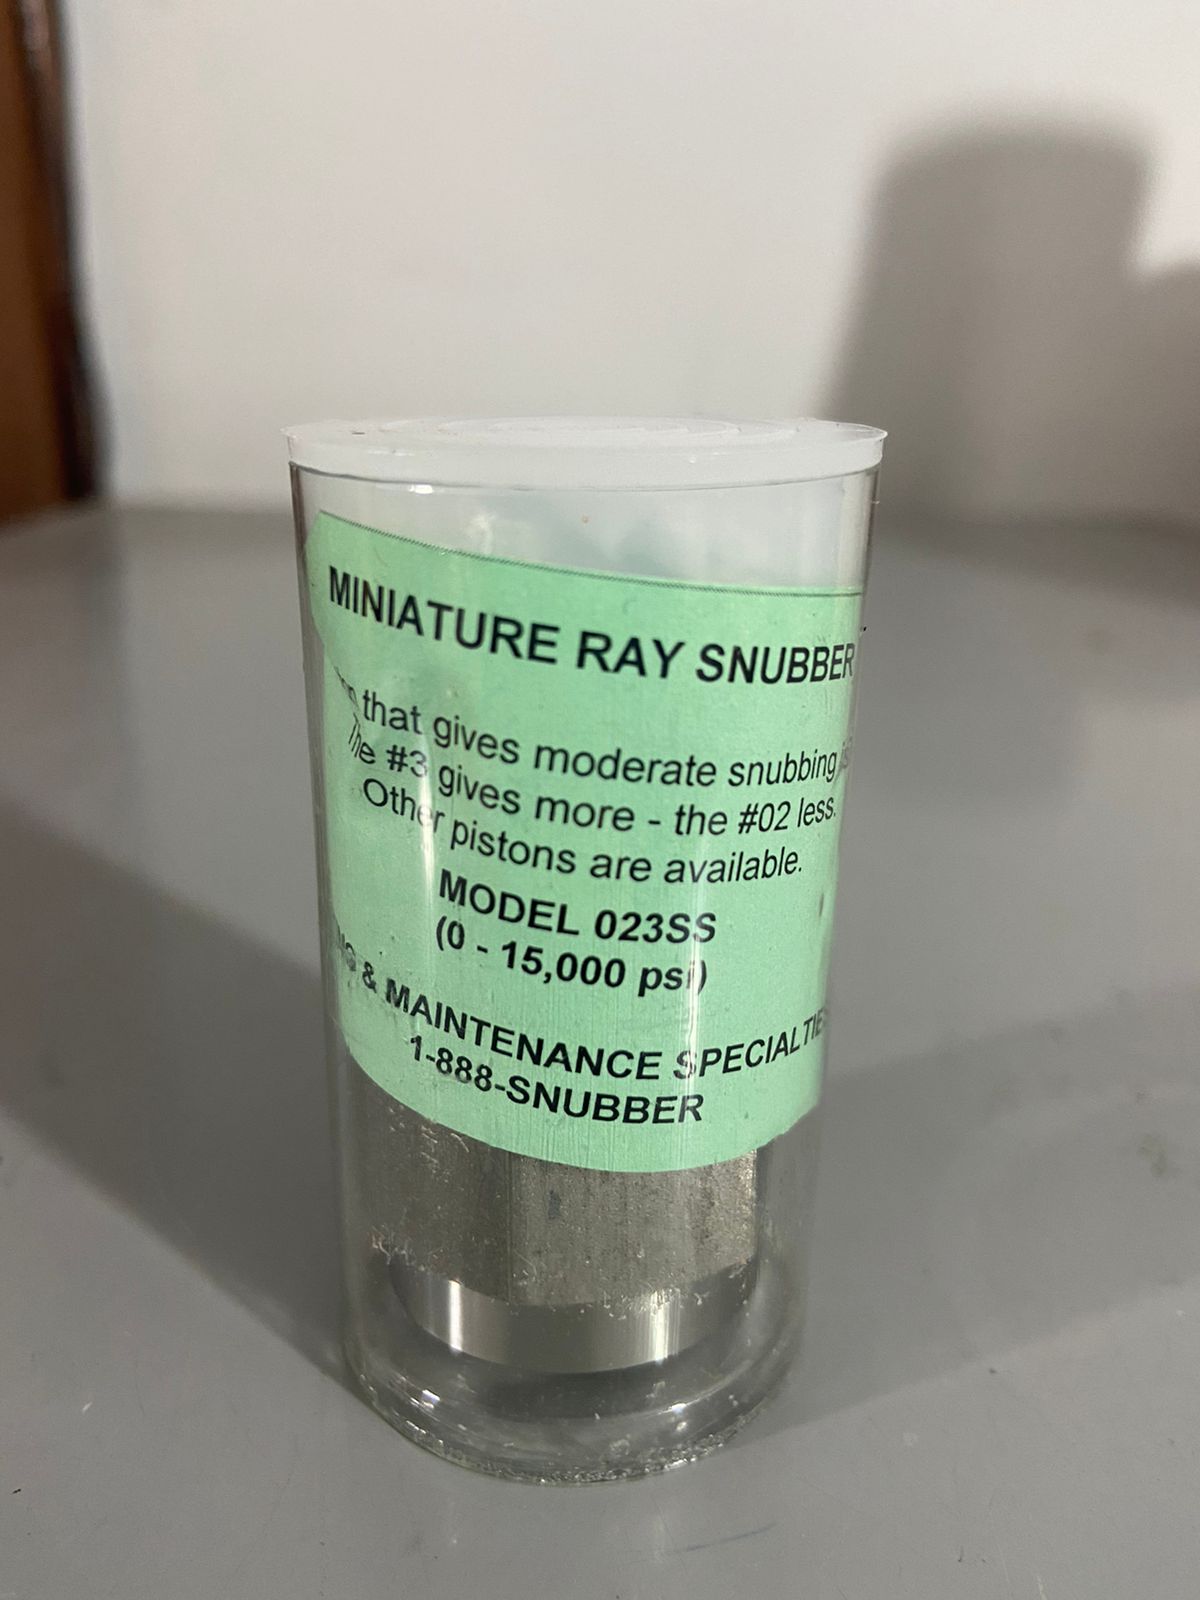 MINIATURE RAY SNUBBER
that gives moderate snubbing is
The #3 gives more - the #02 less.
Other pistons are available.
MODEL 023SS
(0 - 15,000 psi)
& MAINTENANCE SPECIALTIES
1-888-SNUBBER